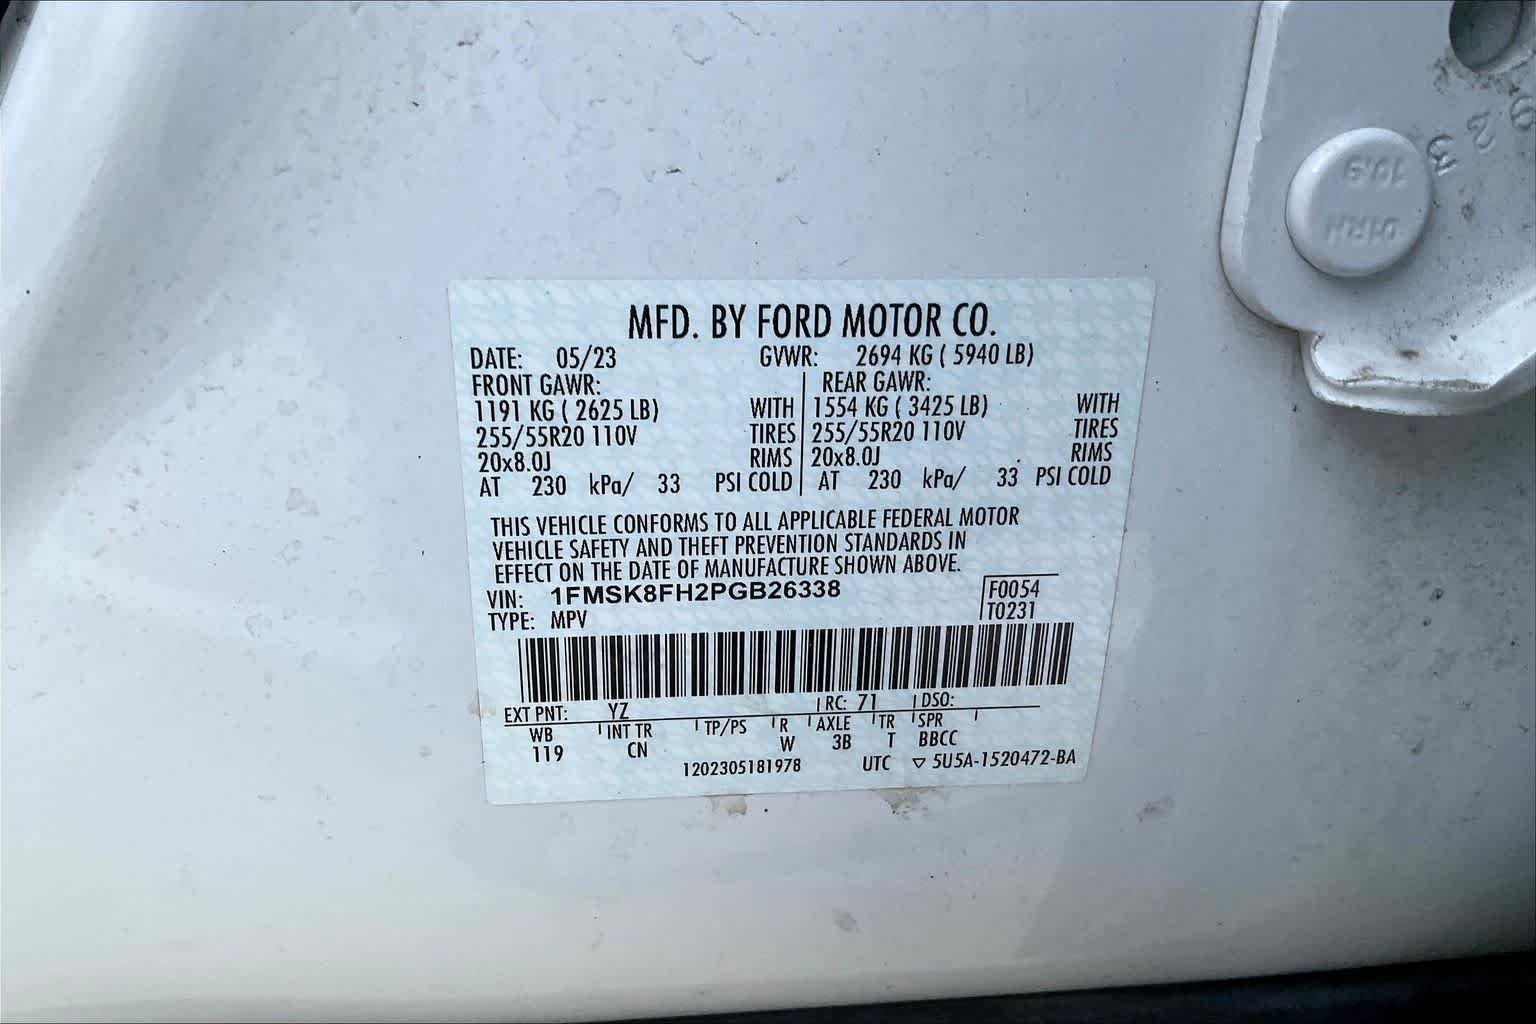 MFD. BY FORD MOTOR CO.
DATE: 05/23 GVWR: 2694 KG ( 5940 LB)
FRONT GAWR: REAR GAWR:
1191 KG ( 2625 LB) WITH 1554 KG ( 3425 LB) WITH
255/55R20 110V TIRES 255/55R20 110V TIRES
20x8.0J RIMS 20x8.0J RIMS
AT 230 kPa/ 33 PSI COLD AT 230 kPa/ 33 PSI COLD
THIS VEHICLE CONFORMS TO ALL APPLICABLE FEDERAL MOTOR
VEHICLE SAFETY AND THEFT PREVENTION STANDARDS IN
EFFECT ON THE DATE OF MANUFACTURE SHOWN ABOVE.
VIN: 1FMSK8FH2PGB26338 F0054
TYPE: MPV T0231
EXT PNT: YZ RC: 71 DSO:
WB INT TR TP/PS R AXLE TR SPR
119 CN W 3B T BBCC
1202305181978 UTC ▽ 5U5A-1520472-BA
10.9